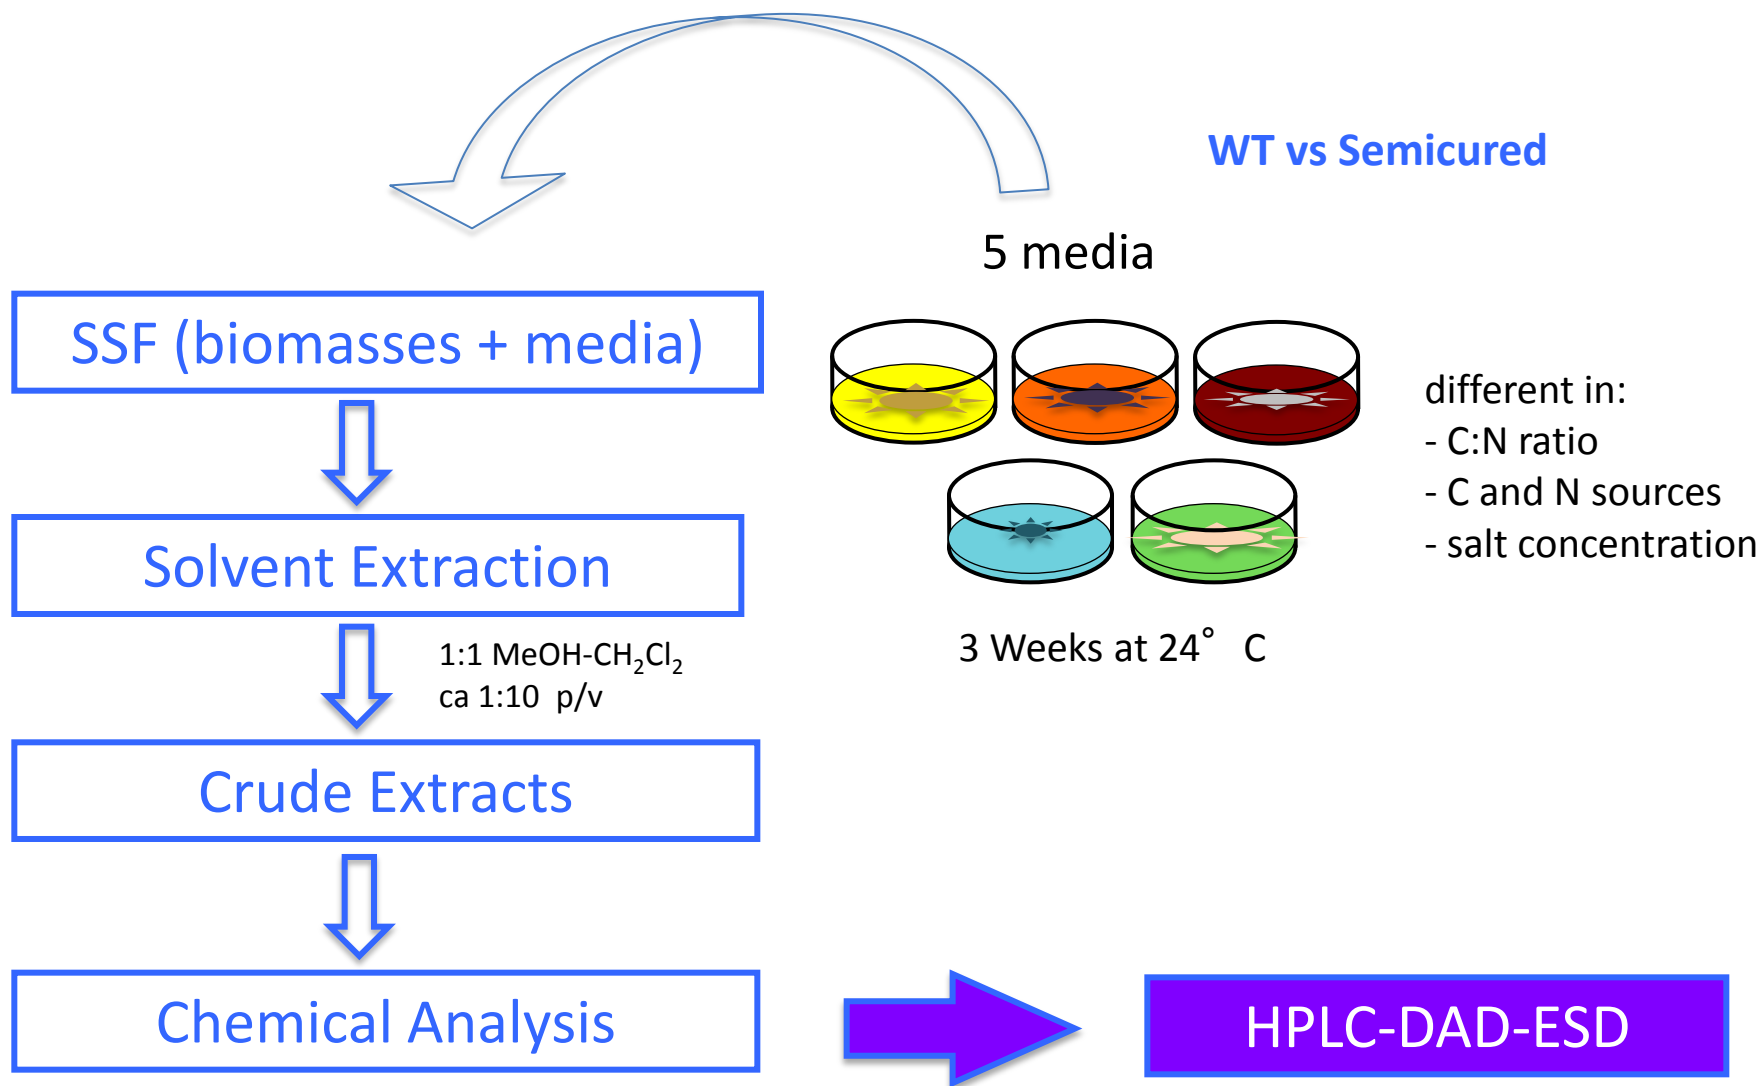 WT vs Semicured
5 media
SSF (biomasses + media)
different in:
- C:N ratio
- C and N sources
- salt concentration
Solvent Extraction
3 Weeks at 24° C
1:1 MeOH-CH₂Cl₂
ca 1:10 p/v
Crude Extracts
Chemical Analysis
HPLC-DAD-ESD